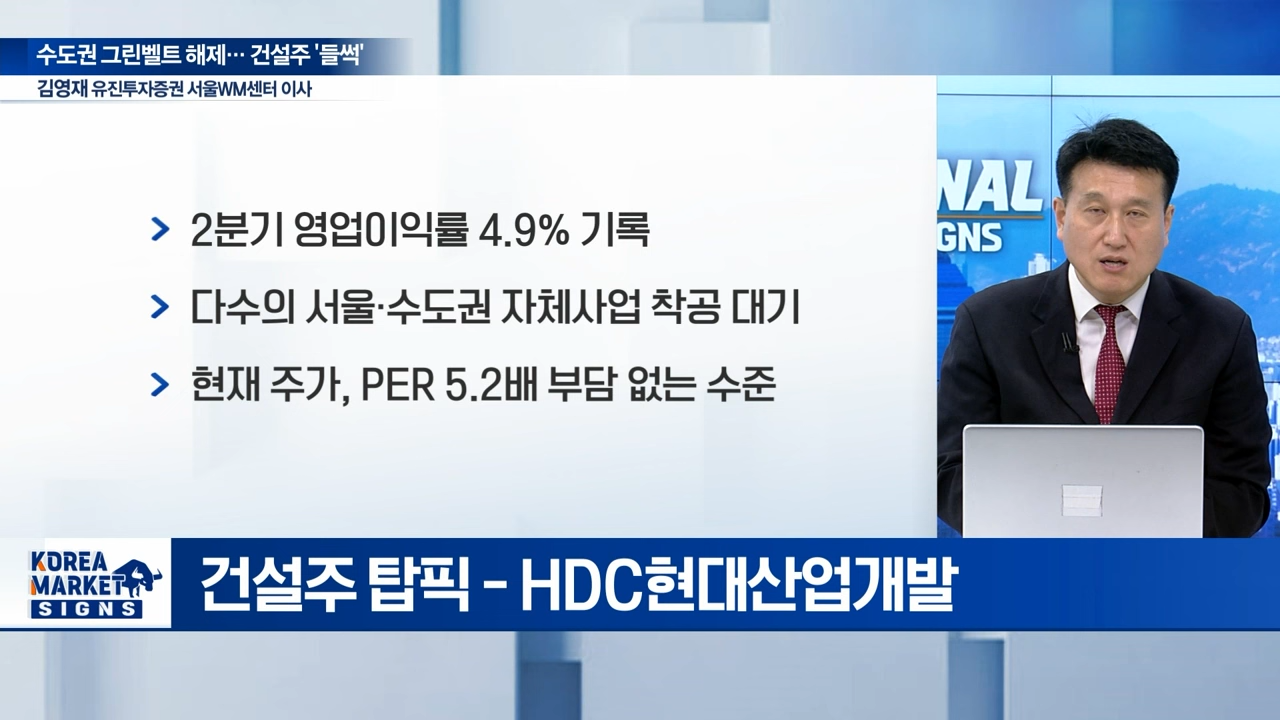 수도권 그린벨트 해제… 건설주 '들썩'
김영재 유진투자증권 서울WM센터 이사
NAL
GNS
> 2분기 영업이익률 4.9% 기록
> 다수의 서울·수도권 자체사업 착공 대기
> 현재 주가, PER 5.2배 부담 없는 수준
KOREA
MARKET
SIGNS
건설주 탑픽 - HDC현대산업개발